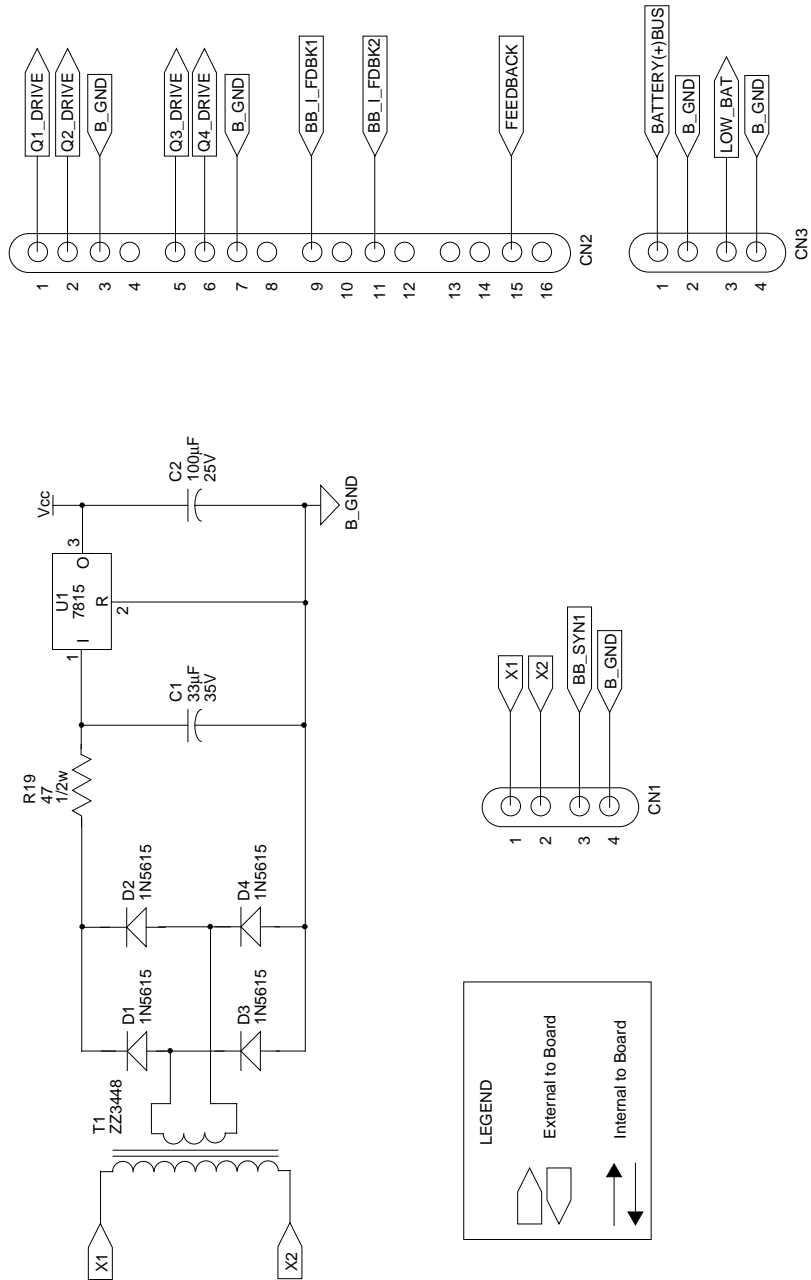 X1
X2
T1
ZZ3448
D1
1N5615
D2
1N5615
D3
1N5615
D4
1N5615
R19
47
1/2w
C1
33µF
35V
1
I
U1
7815
R
2
O
3
Vcc
C2
100µF
25V
B_GND
LEGEND
External to Board
Internal to Board
1
X1
2
X2
3
BB_SYN1
4
B_GND
CN1
1
Q1_DRIVE
2
Q2_DRIVE
3
B_GND
4
5
Q3_DRIVE
6
Q4_DRIVE
7
B_GND
8
9
BB_I_FDBK1
10
11
BB_I_FDBK2
12
13
14
15
FEEDBACK
16
CN2
1
BATTERY(+)BUS
2
B_GND
3
LOW_BAT
4
B_GND
CN3